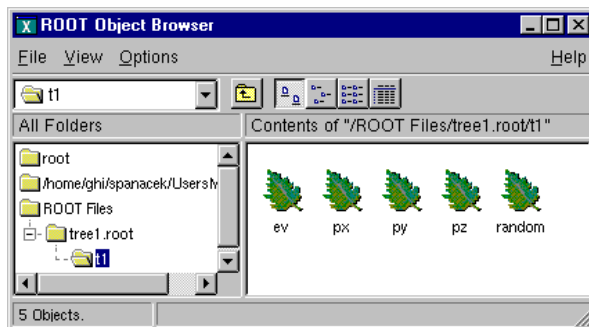 ROOT Object Browser
File View Options Help
t1
All Folders
Contents of "/ROOT Files/tree1.root/t1"
root
/home/ghi/spanacek/Users
ROOT Files
tree1.root
t1
ev px py pz random
5 Objects.